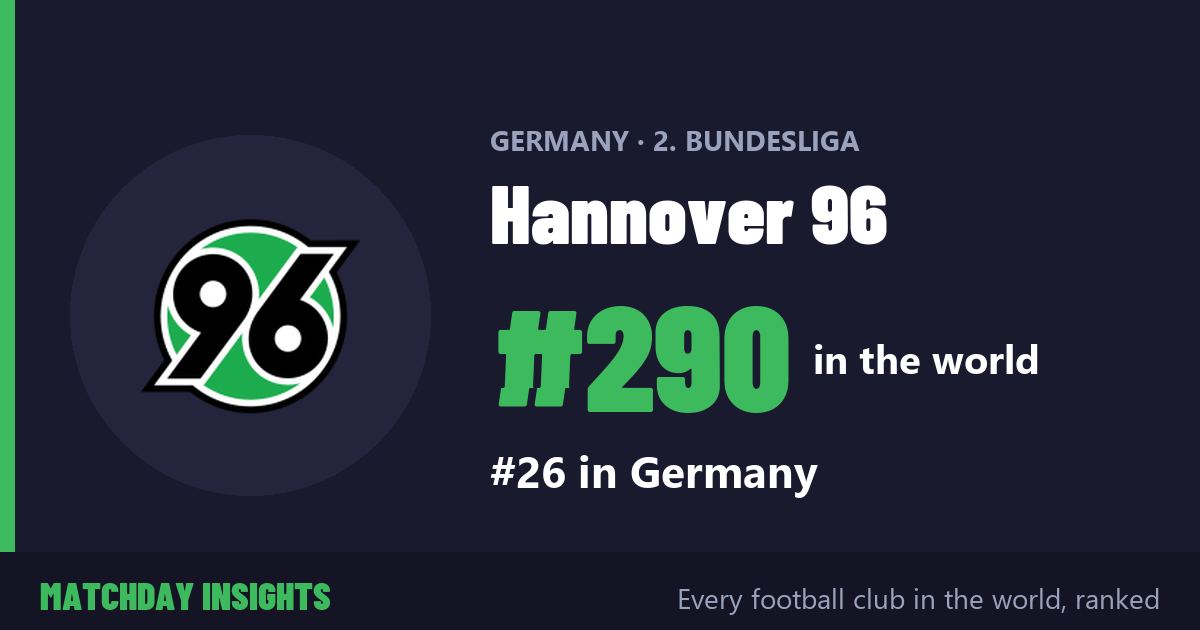 GERMANY · 2. BUNDESLIGA
Hannover 96
96
#290 in the world
#26 in Germany
MATCHDAY INSIGHTS
Every football club in the world, ranked